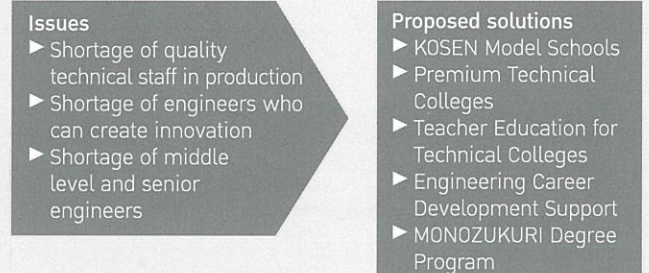 Issues
▶ Shortage of quality
technical staff in production
▶ Shortage of engineers who
can create innovation
▶ Shortage of middle
level and senior
engineers
Proposed solutions
▶ KOSEN Model Schools
▶ Premium Technical
Colleges
▶ Teacher Education for
Technical Colleges
▶ Engineering Career
Development Support
▶ MONOZUKURI Degree
Program